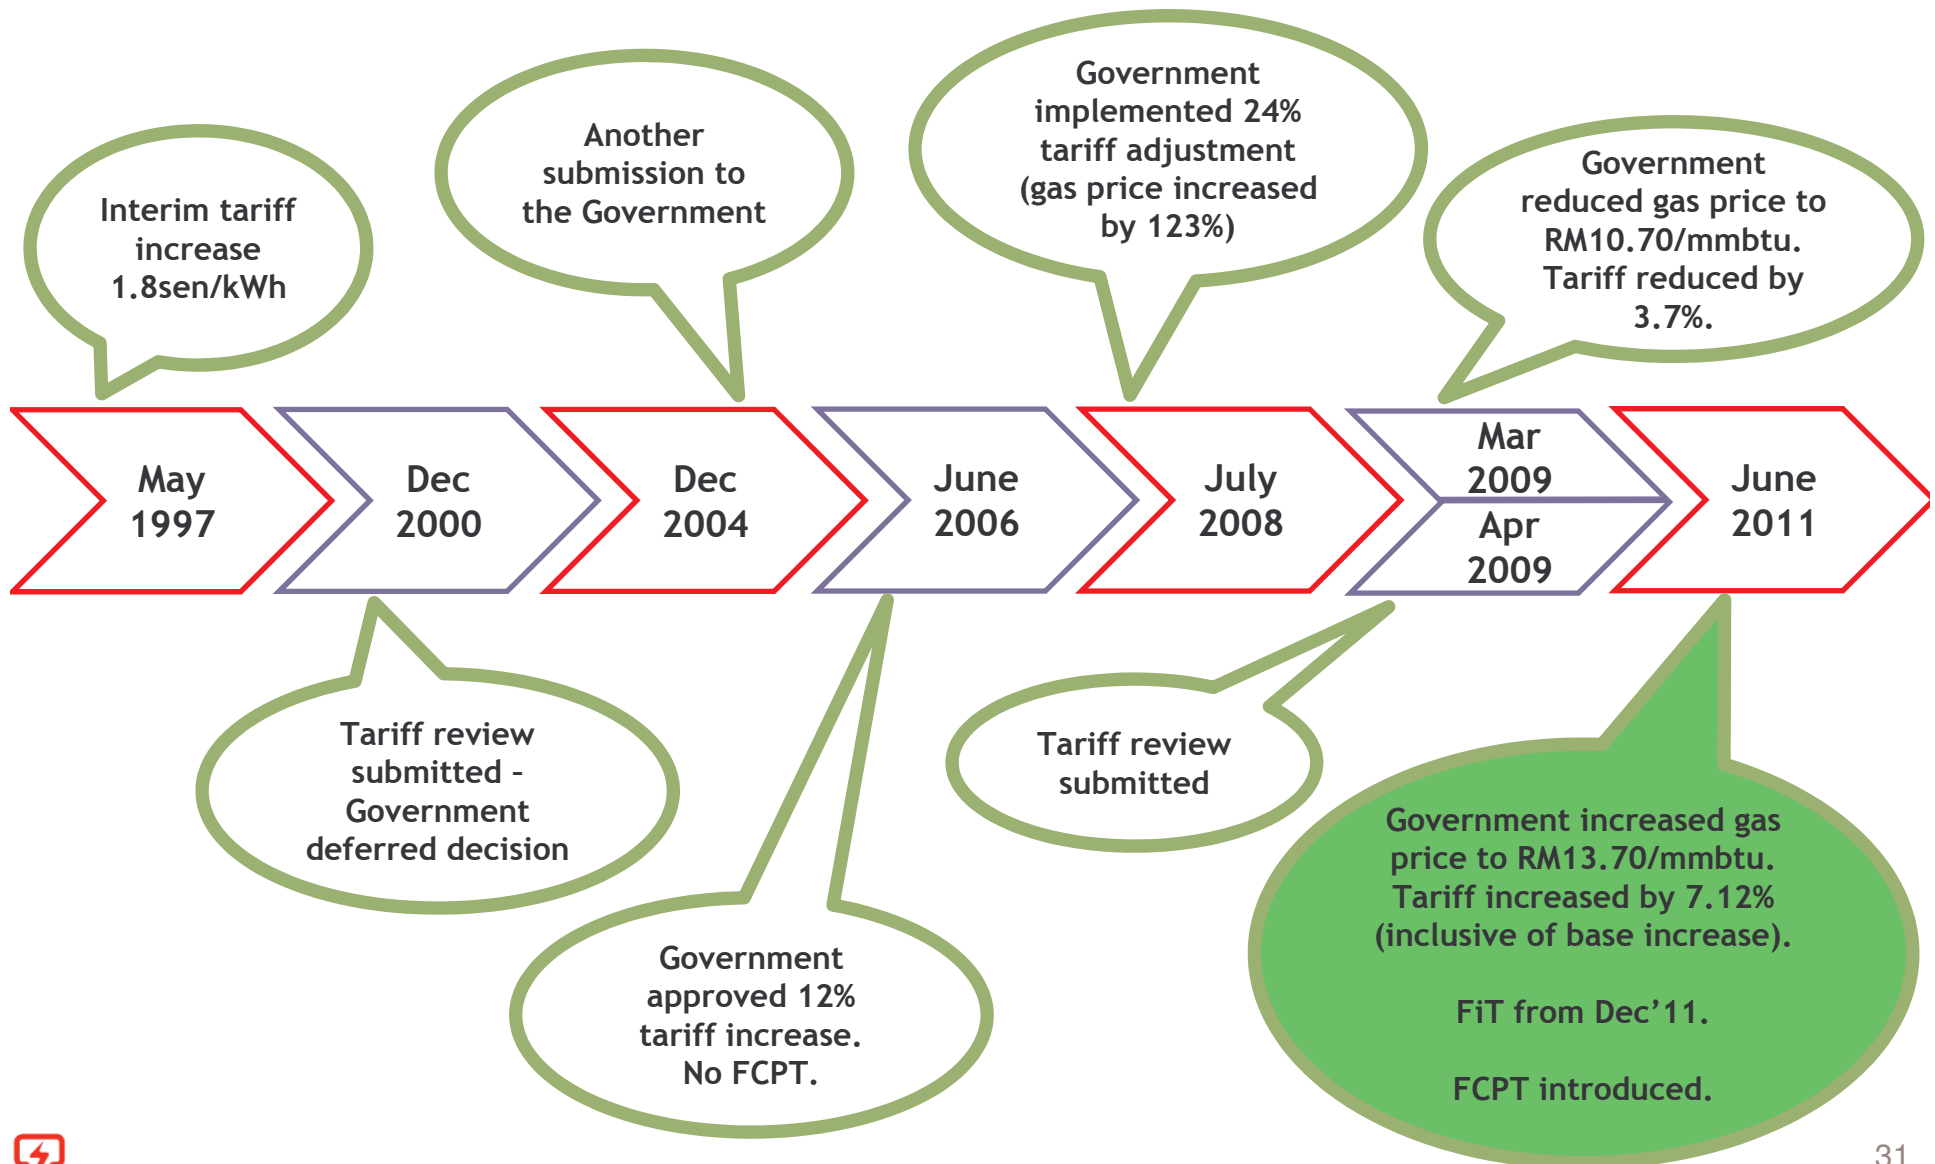 Interim tariff
increase
1.8sen/kWh
Another
submission to
the Government
Government
implemented 24%
tariff adjustment
(gas price increased
by 123%)
Government
reduced gas price to
RM10.70/mmbtu.
Tariff reduced by
3.7%.
May
1997
Dec
2000
Dec
2004
June
2006
July
2008
Mar
2009
Apr
2009
June
2011
Tariff review
submitted –
Government
deferred decision
Government
approved 12%
tariff increase.
No FCPT.
Tariff review
submitted
Government increased gas
price to RM13.70/mmbtu.
Tariff increased by 7.12%
(inclusive of base increase).
FiT from Dec’11.
FCPT introduced.
31